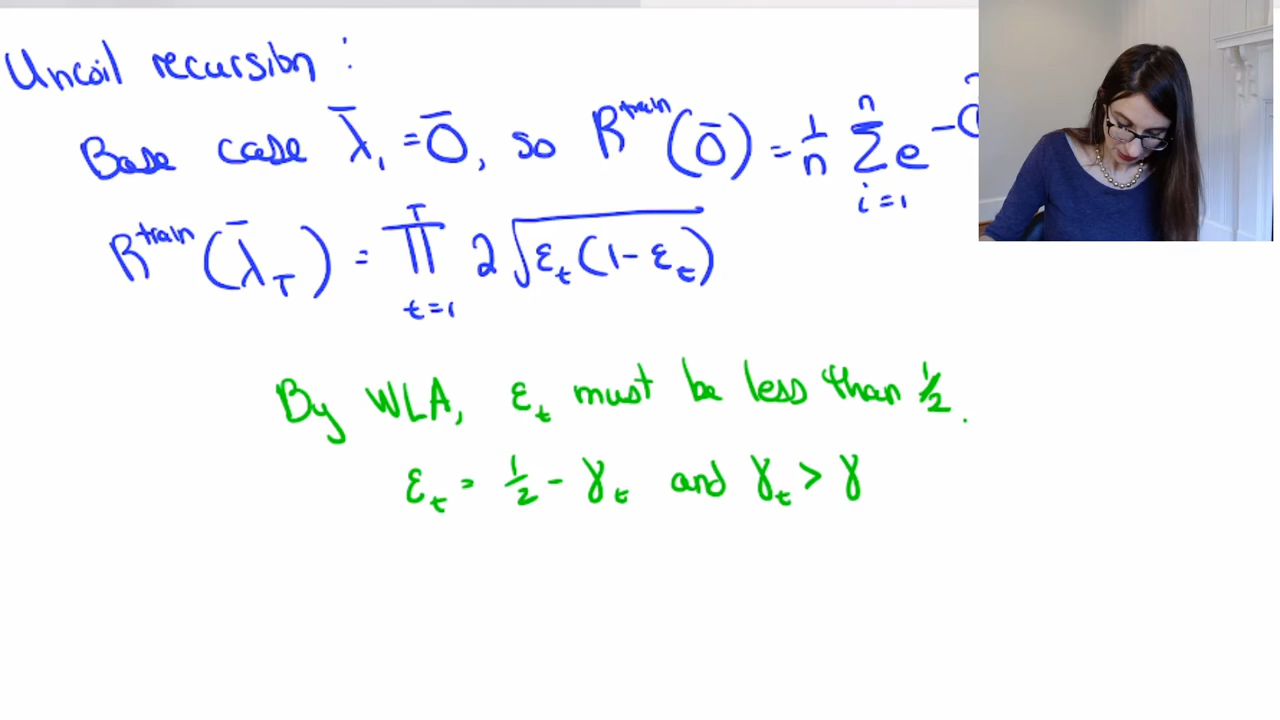 Uncoil recursion:
Base case λ̄₁ = 0̄, so R^train(0̄) = 1/n ∑_{i=1}^{n} e^{-(0
R^train(λ̄_T) = ∏_{t=1}^{T} 2√(ε_t(1-ε_t))
By WLA, ε_t must be less than 1/2.
ε_t = 1/2 - γ_t and γ_t > γ